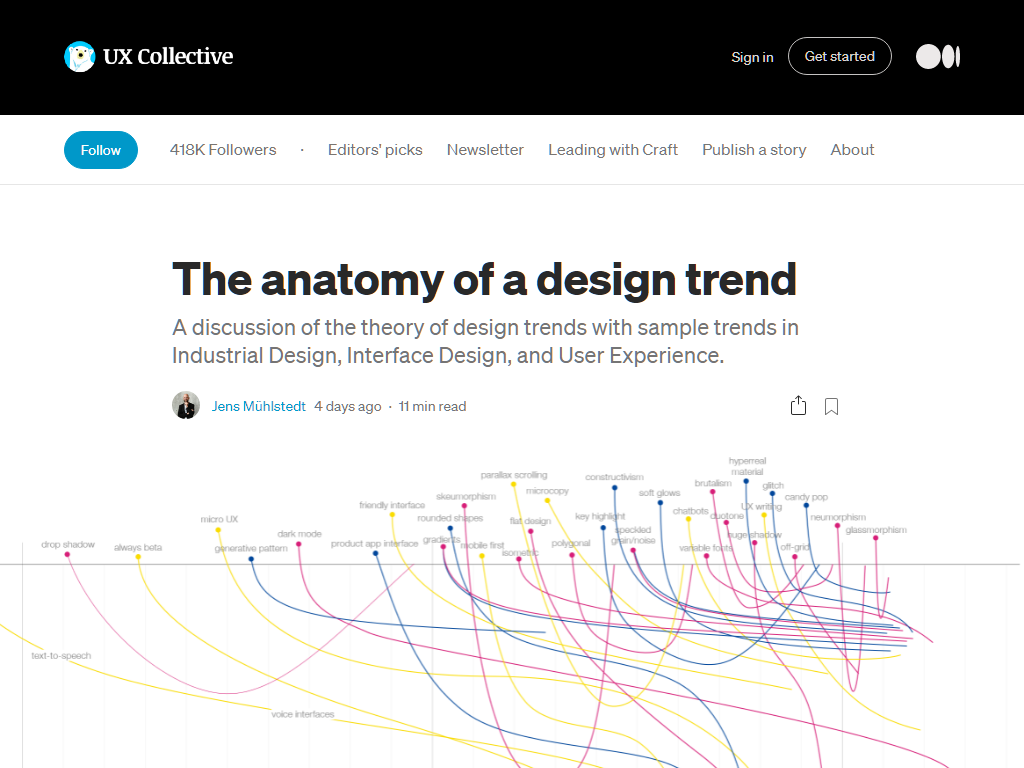 UX Collective
Sign in
Get started
Follow
418K Followers
·
Editors' picks
Newsletter
Leading with Craft
Publish a story
About
The anatomy of a design trend
A discussion of the theory of design trends with sample trends in
Industrial Design, Interface Design, and User Experience.
Jens Mühlstedt 4 days ago · 11 min read
hyperreal
material
parallax scrolling
constructivism
brutalism
glitch
skeumorphism
microcopy
soft glows
candy pop
friendly interface
UX writing
chatbots
duotone
micro UX
rounded shapes
flat design
key highlight
neumorphism
speckled
grain/noise
glassmorphism
dark mode
gradients
huge shadow
drop shadow
always beta
generative pattern
product app interface
mobile first
isometric
polygonal
variable fonts
off-grid
text-to-speech
voice interfaces